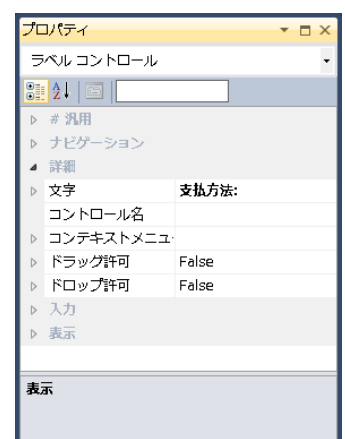 プロパティ
ラベル コントロール
# 汎用
ナビゲーション
詳細
文字 支払方法:
コントロール名
コンテキストメニュ
ドラッグ許可 False
ドロップ許可 False
入力
表示
表示